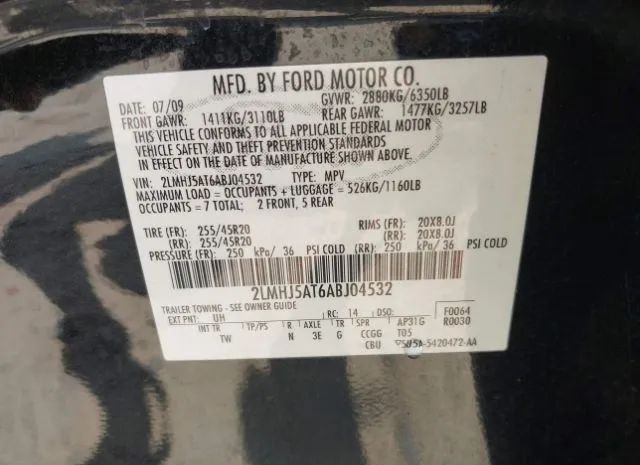 MFD. BY FORD MOTOR CO.
DATE: 07/09 GVWR: 2880KG/6350LB
FRONT GAWR: 1411KG/3110LB REAR GAWR: 1477KG/3257LB
THIS VEHICLE CONFORMS TO ALL APPLICABLE FEDERAL MOTOR
VEHICLE SAFETY AND THEFT PREVENTION STANDARDS IN
EFFECT ON THE DATE OF MANUFACTURE SHOWN ABOVE.
VIN: 2LMHJ5AT6ABJ04532 TYPE: MPV
MAXIMUM LOAD = OCCUPANTS + LUGGAGE = 526KG/1160LB
OCCUPANTS = 7 TOTAL; 2 FRONT, 5 REAR
TIRE (FR): 255/45R20 RIMS (FR): 20X8.0J
(RR): 255/45R20 (RR): 20X8.0J
PRESSURE (FR): 250 kPa/ 36 PSI COLD (RR): 250 kPa/ 36 PSI COLD
2LMHJ5AT6ABJ04532
TRAILER TOWING - SEE OWNER GUIDE
EXT PNT: UH RC: 14 DSO: F0064
INT TR TP/PS R AXLE TR SPR AP31G R0030
TW N 3E G CCGG T05
CBU 5U5A-5420472-AA